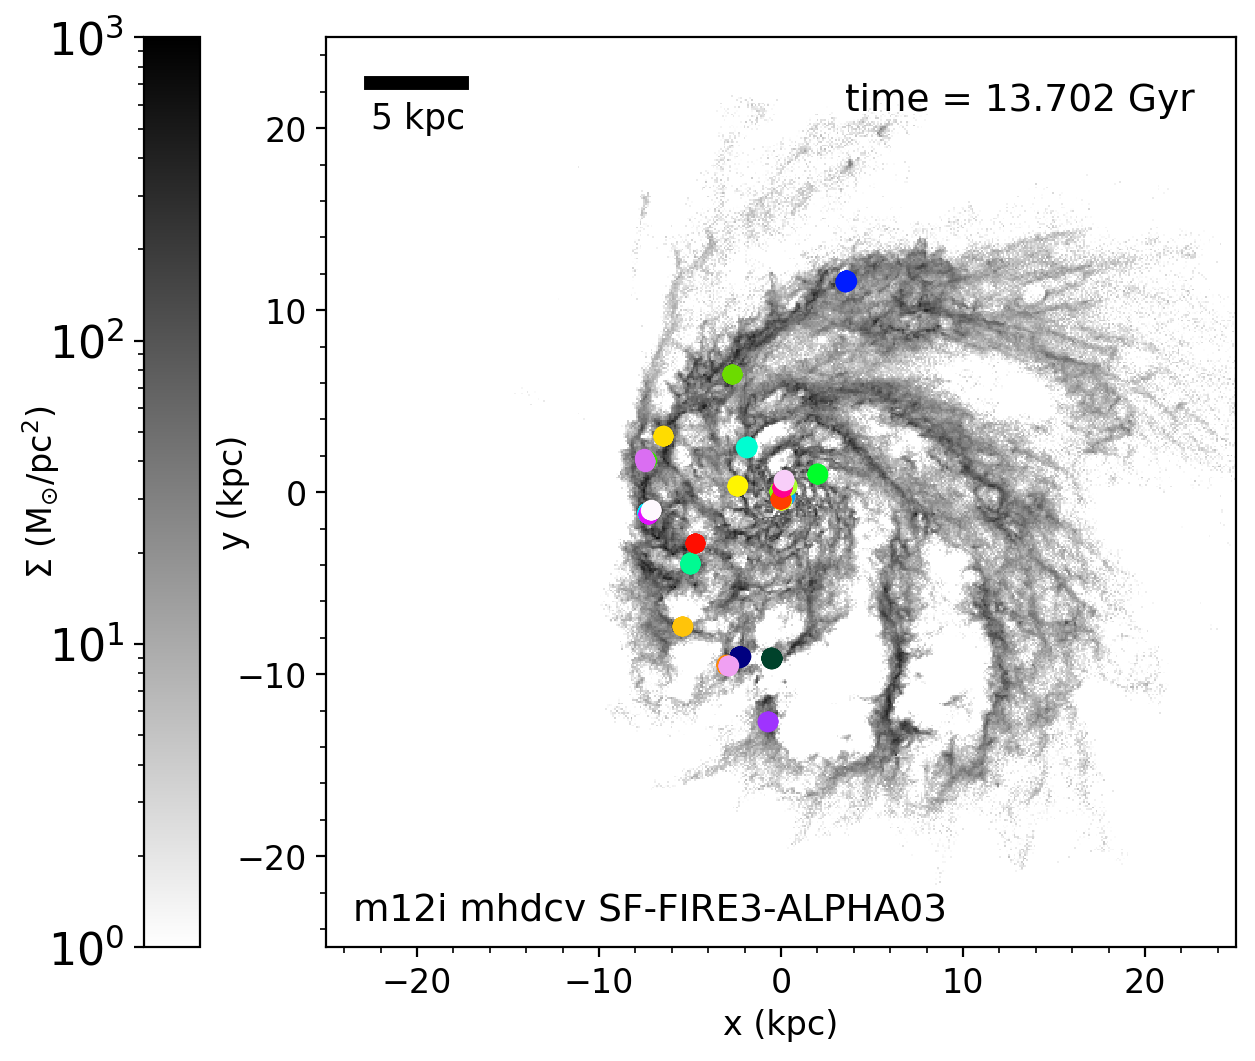 10³
10²
10¹
10⁰
Σ (M☉/pc²)
20
10
0
−10
−20
y (kpc)
5 kpc
time = 13.702 Gyr
m12i mhdcv SF-FIRE3-ALPHA03
−20
−10
0
10
20
x (kpc)